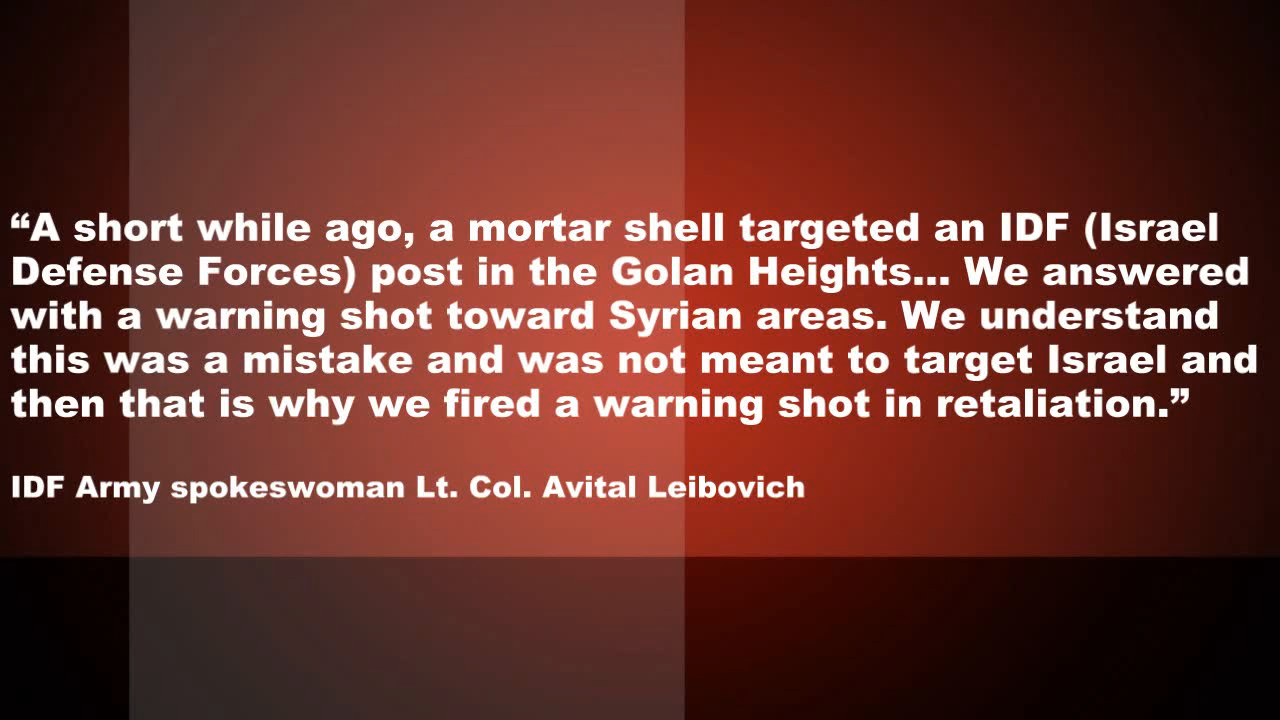 “A short while ago, a mortar shell targeted an IDF (Israel
Defense Forces) post in the Golan Heights... We answered
with a warning shot toward Syrian areas. We understand
this was a mistake and was not meant to target Israel and
then that is why we fired a warning shot in retaliation.”
IDF Army spokeswoman Lt. Col. Avital Leibovich